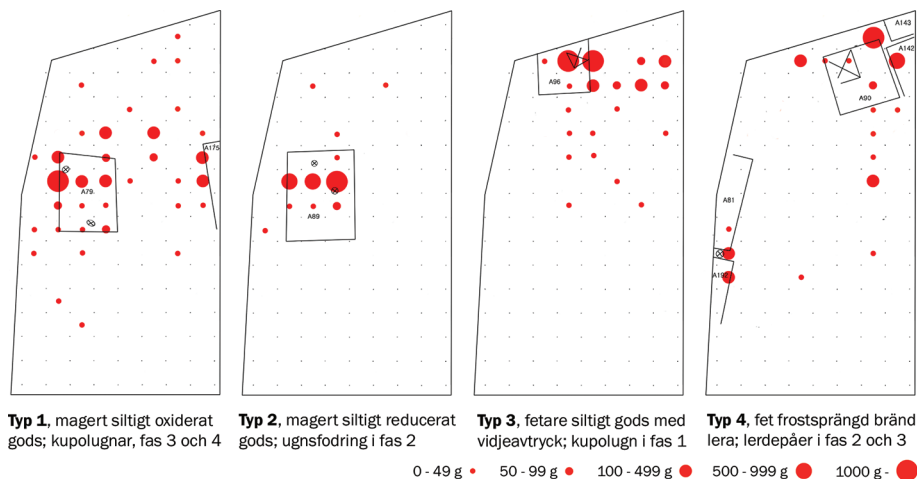 A79
A175
A89
A96
A143
A142
A90
A81
Typ 1, magert siltigt oxiderat
gods; kupolugnar, fas 3 och 4
Typ 2, magert siltigt reducerat
gods; ugnsfodring i fas 2
Typ 3, fetare siltigt gods med
vidjeavtryck; kupolugn i fas 1
Typ 4, fet frostsprängd bränd
lera; lerdepåer i fas 2 och 3
0 - 49 g
50 - 99 g
100 - 499 g
500 - 999 g
1000 g -